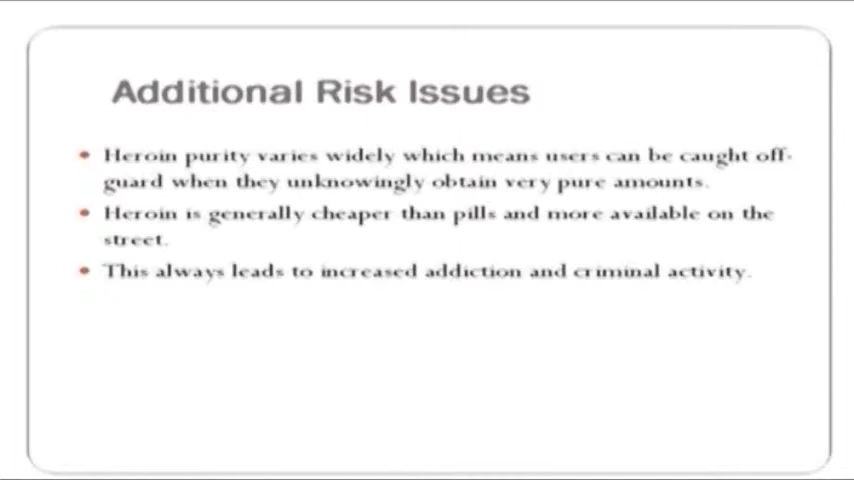 Additional Risk Issues
• Heroin purity varies widely which means users can be caught off-
guard when they unknowingly obtain very pure amounts.
• Heroin is generally cheaper than pills and more available on the
street.
• This always leads to increased addiction and criminal activity.